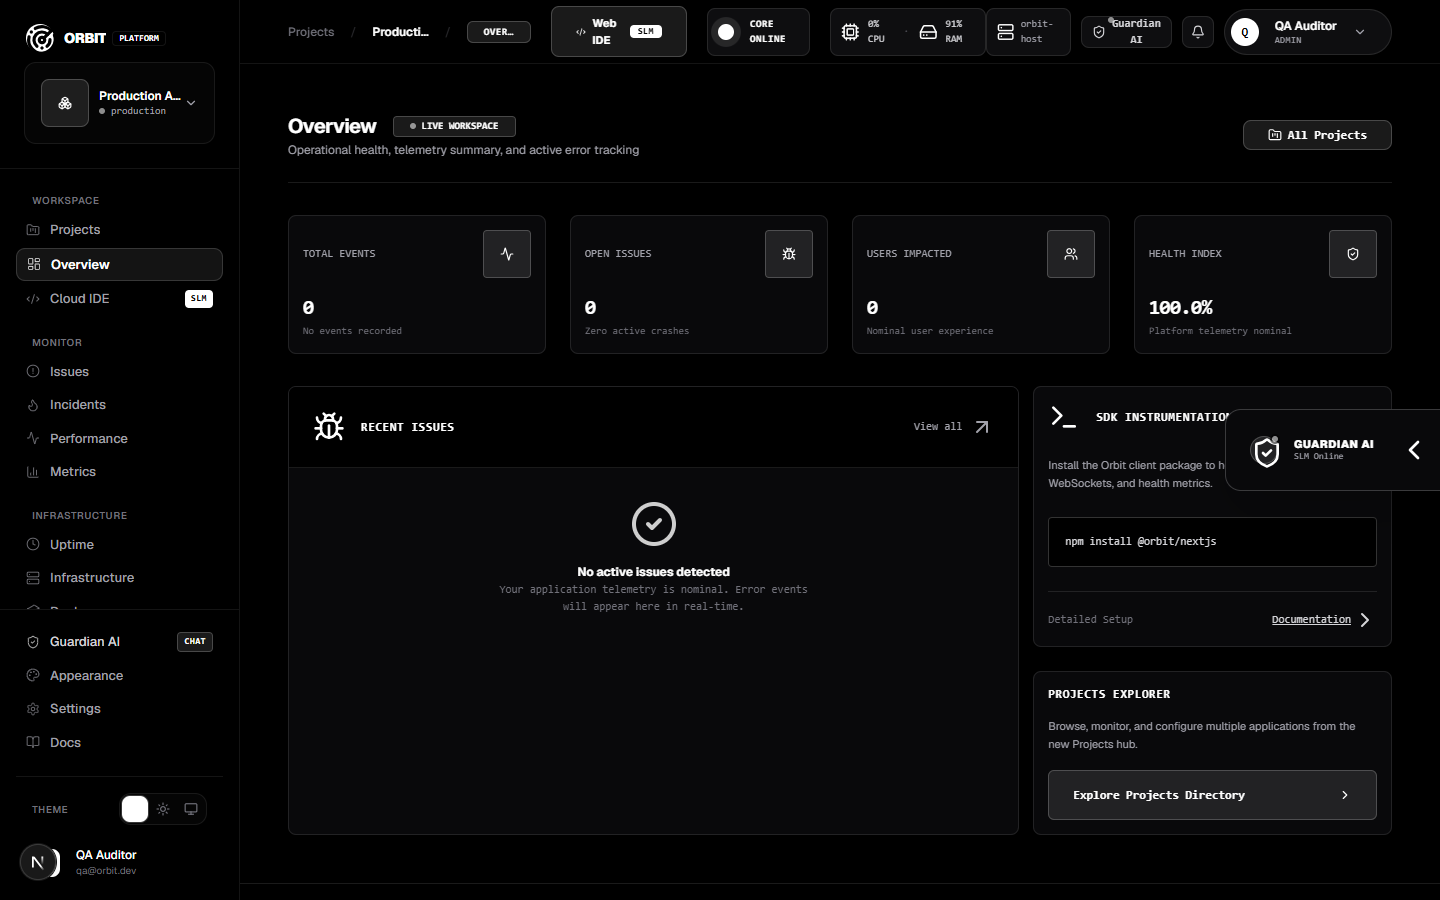 ORBIT PLATFORM
Production A...
production
WORKSPACE
Projects
Overview
Cloud IDE SLM
MONITOR
Issues
Incidents
Performance
Metrics
INFRASTRUCTURE
Uptime
Infrastructure
Guardian AI CHAT
Appearance
Settings
Docs
THEME
N
QA Auditor
qa@orbit.dev
Projects / Producti... / OVER...
Web IDE SLM
CORE ONLINE
0% CPU · 91% RAM
orbit-host
Guardian AI
Q QA Auditor
ADMIN
Overview LIVE WORKSPACE
Operational health, telemetry summary, and active error tracking
All Projects
TOTAL EVENTS
0
No events recorded
OPEN ISSUES
0
Zero active crashes
USERS IMPACTED
0
Nominal user experience
HEALTH INDEX
100.0%
Platform telemetry nominal
RECENT ISSUES View all
No active issues detected
Your application telemetry is nominal. Error events
will appear here in real-time.
SDK INSTRUMENTATION
Install the Orbit client package to
WebSockets, and health metrics.
GUARDIAN AI
SLM Online
npm install @orbit/nextjs
Detailed Setup Documentation
PROJECTS EXPLORER
Browse, monitor, and configure multiple applications from the
new Projects hub.
Explore Projects Directory